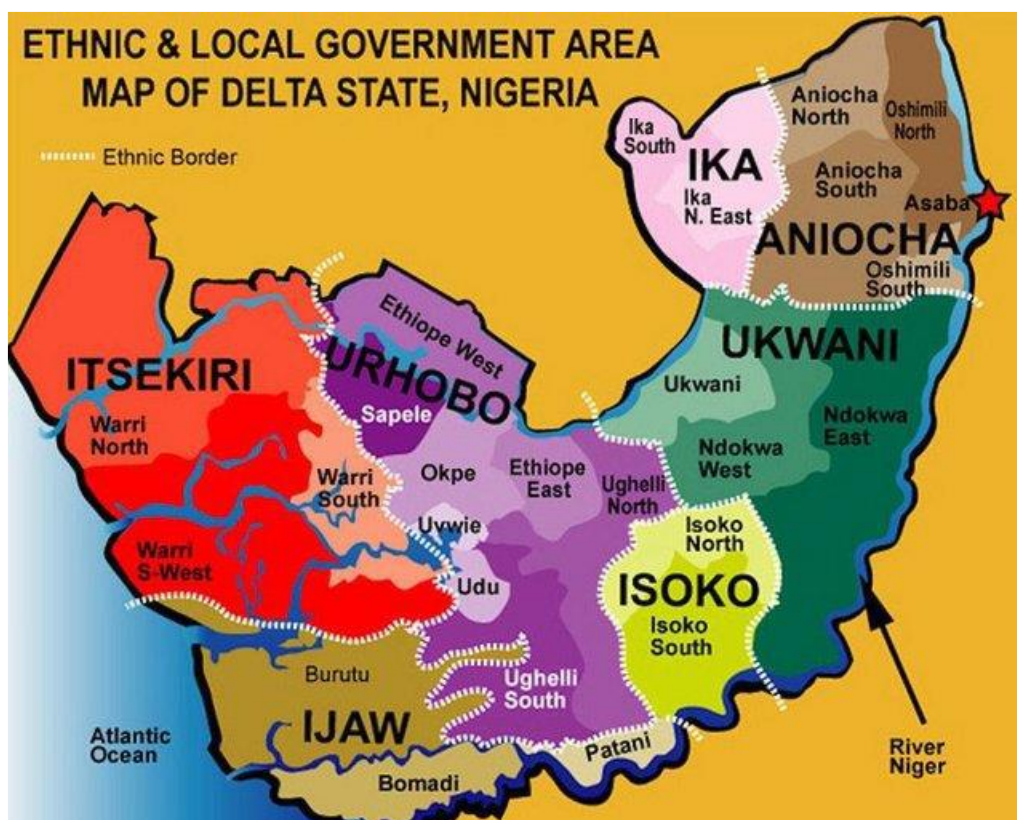 ETHNIC & LOCAL GOVERNMENT AREA
MAP OF DELTA STATE, NIGERIA
Ethnic Border
Ika
South
IKA
Ika
N. East
Aniocha
North
Oshimili
North
Aniocha
South
Asaba
ANIOCHA
Oshimili
South
ITSEKIRI
Warri
North
Warri
South
Warri
S-West
Ethiope West
URHOBO
Sapele
Okpe
Ethiope
East
Ughelli
North
Uvwie
Udu
Ughelli
South
UKWANI
Ukwani
Ndokwa
East
Ndokwa
West
Isoko
North
ISOKO
Isoko
South
Burutu
IJAW
Bomadi
Patani
Atlantic
Ocean
River
Niger